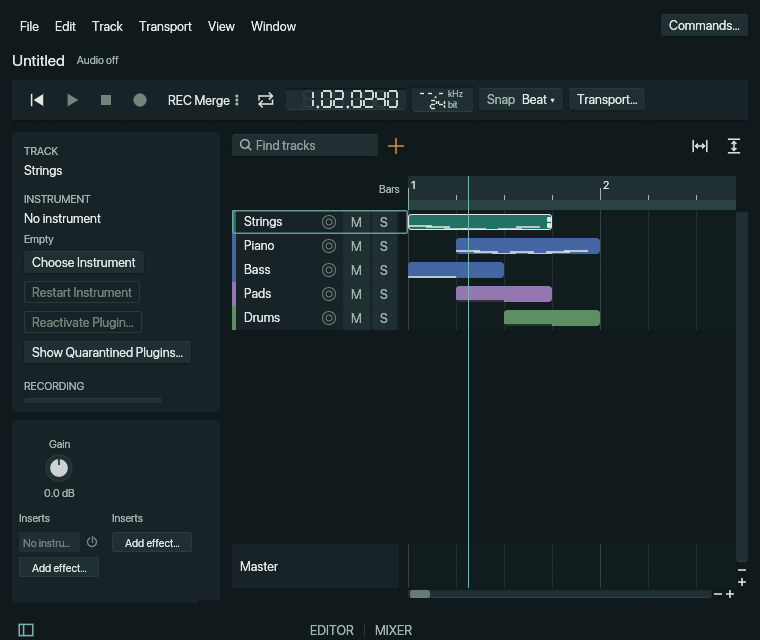 File Edit Track Transport View Window
Commands...
Untitled Audio off
REC Merge 1.02.0240 kHz bit 24 Snap Beat Transport...
TRACK
Strings
INSTRUMENT
No instrument
Empty
Choose Instrument
Restart Instrument
Reactivate Plugin...
Show Quarantined Plugins...
RECORDING
Find tracks
Bars 1 2
Strings M S
Piano M S
Bass M S
Pads M S
Drums M S
Master
Gain
0.0 dB
Inserts Inserts
No instru... Add effect...
Add effect...
EDITOR MIXER